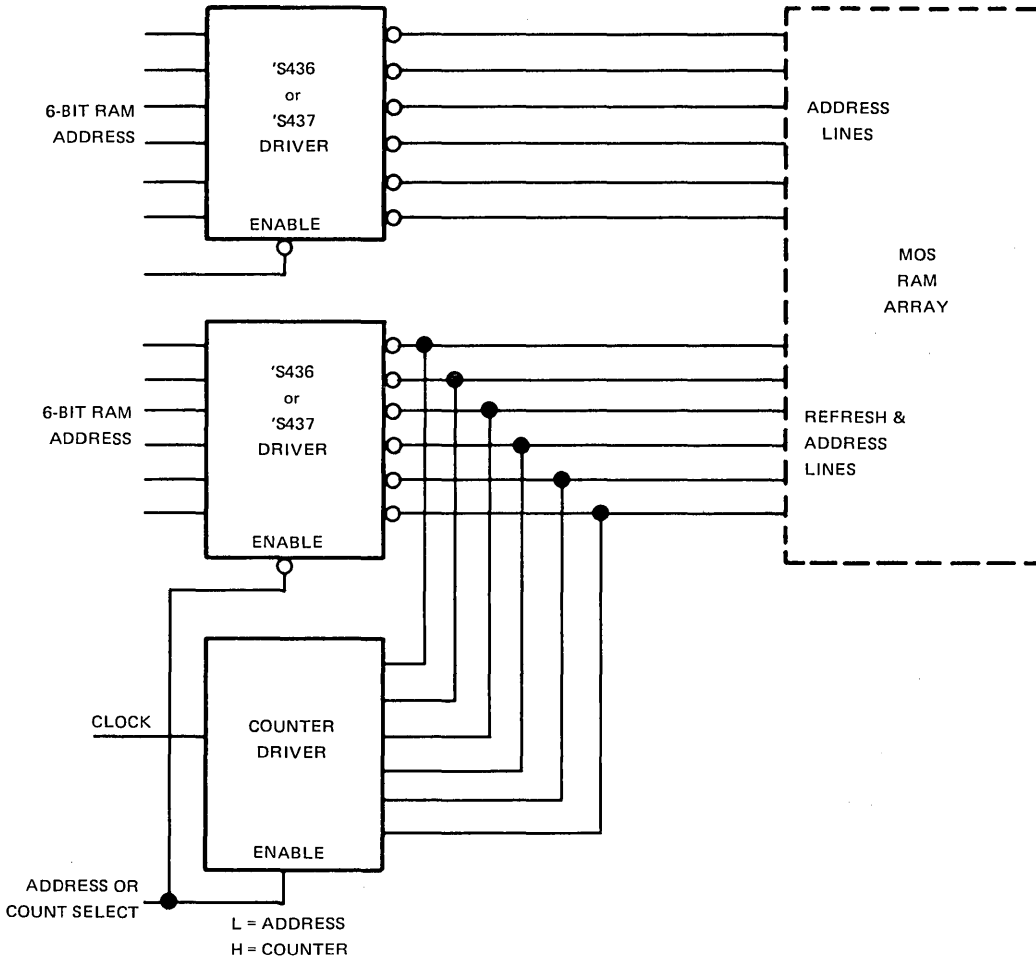 6-BIT RAM
ADDRESS
'S436
or
'S437
DRIVER
ENABLE
ADDRESS
LINES
MOS
RAM
ARRAY
6-BIT RAM
ADDRESS
'S436
or
'S437
DRIVER
ENABLE
REFRESH &
ADDRESS
LINES
CLOCK
COUNTER
DRIVER
ENABLE
ADDRESS OR
COUNT SELECT
L = ADDRESS
H = COUNTER